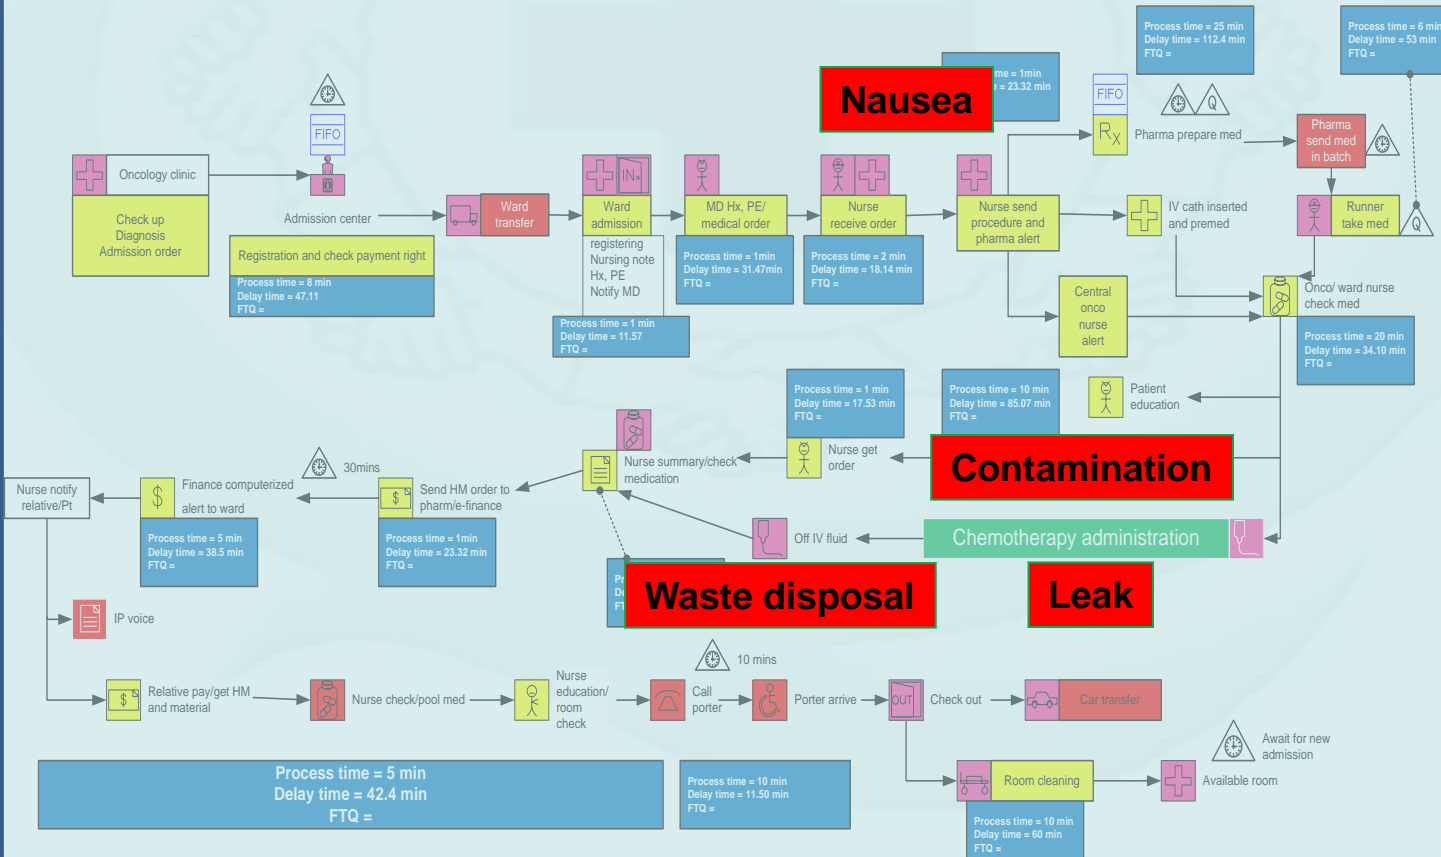 Process time = 25 min
Delay time = 112.4 min
FTQ =
Process time = 6 min
Delay time = 53 min
FTQ =
me = 1min
= 23.32 min
Nausea
FIFO
FIFO
Rx
Pharma prepare med
Q
Pharma
send med
in batch
Oncology clinic
Check up
Diagnosis
Admission order
Admission center
Registration and check payment right
Process time = 8 min
Delay time = 47.11
FTQ =
Ward
transfer
IN
Ward
admission
registering
Nursing note
Hx, PE
Notify MD
Process time = 1 min
Delay time = 11.57
FTQ =
MD Hx, PE/
medical order
Process time = 1min
Delay time = 31.47min
FTQ =
Nurse
receive order
Process time = 2 min
Delay time = 18.14 min
FTQ =
Nurse send
procedure and
pharma alert
IV cath inserted
and premed
Runner
take med
Q
Central
onco
nurse
alert
Onco/ ward nurse
check med
Process time = 20 min
Delay time = 34.10 min
FTQ =
Patient
education
Process time = 10 min
Delay time = 85.07 min
FTQ =
Process time = 1 min
Delay time = 17.53 min
FTQ =
Contamination
Nurse get
order
Nurse summary/check
medication
30mins
Send HM order to
pharm/e-finance
Process time = 1min
Delay time = 23.32 min
FTQ =
$
Finance computerized
alert to ward
Process time = 5 min
Delay time = 38.5 min
FTQ =
Nurse notify
relative/Pt
Chemotherapy administration
Off IV fluid
Waste disposal
Leak
IP voice
10 mins
$
Relative pay/get HM
and material
Nurse check/pool med
Nurse
education/
room
check
Call
porter
Porter arrive
OUT
Check out
Car transfer
Await for new
admission
Room cleaning
Available room
Process time = 5 min
Delay time = 42.4 min
FTQ =
Process time = 10 min
Delay time = 11.50 min
FTQ =
Process time = 10 min
Delay time = 60 min
FTQ =